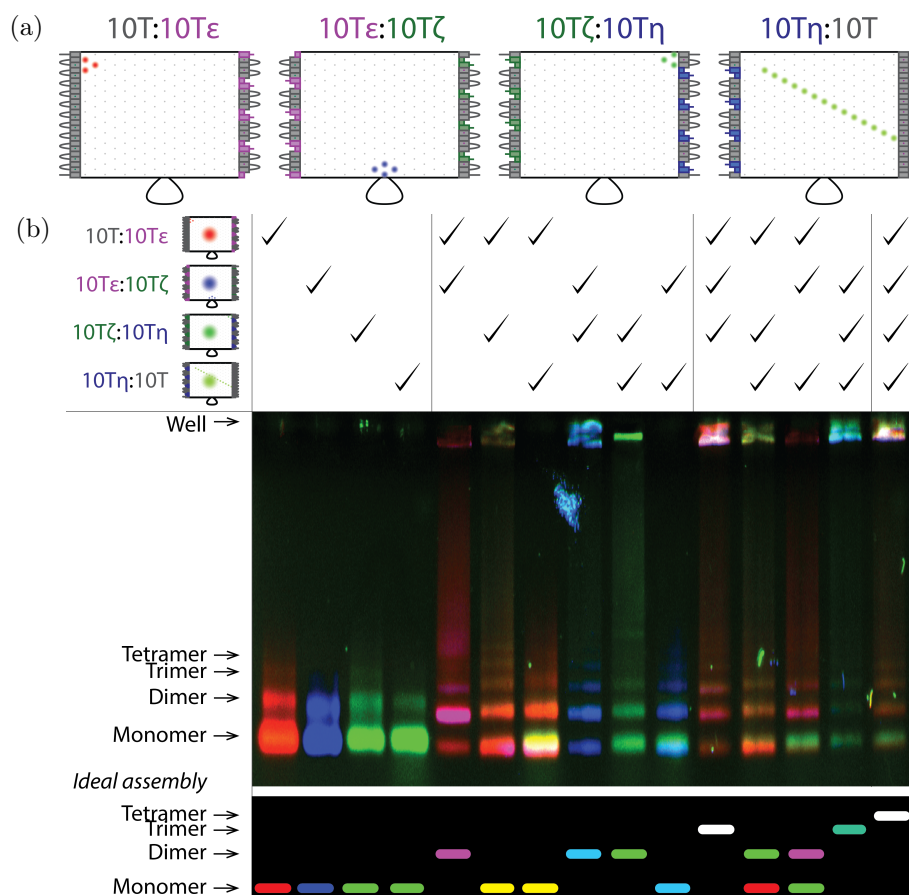 (a)
10T:10Tε
10Tε:10Tζ
10Tζ:10Tη
10Tη:10T
(b)
10T:10Tε
10Tε:10Tζ
10Tζ:10Tη
10Tη:10T
Well
Tetramer
Trimer
Dimer
Monomer
Ideal assembly
Tetramer
Trimer
Dimer
Monomer